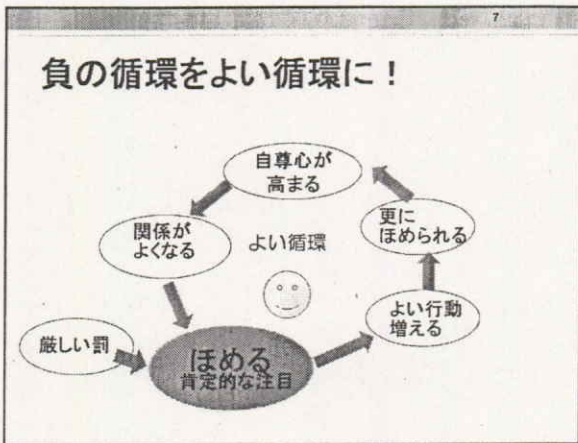 7
負の循環をよい循環に！
自尊心が
高まる
関係が
よくなる
よい循環
更に
ほめられる
よい行動
増える
厳しい罰
ほめる
肯定的な注目